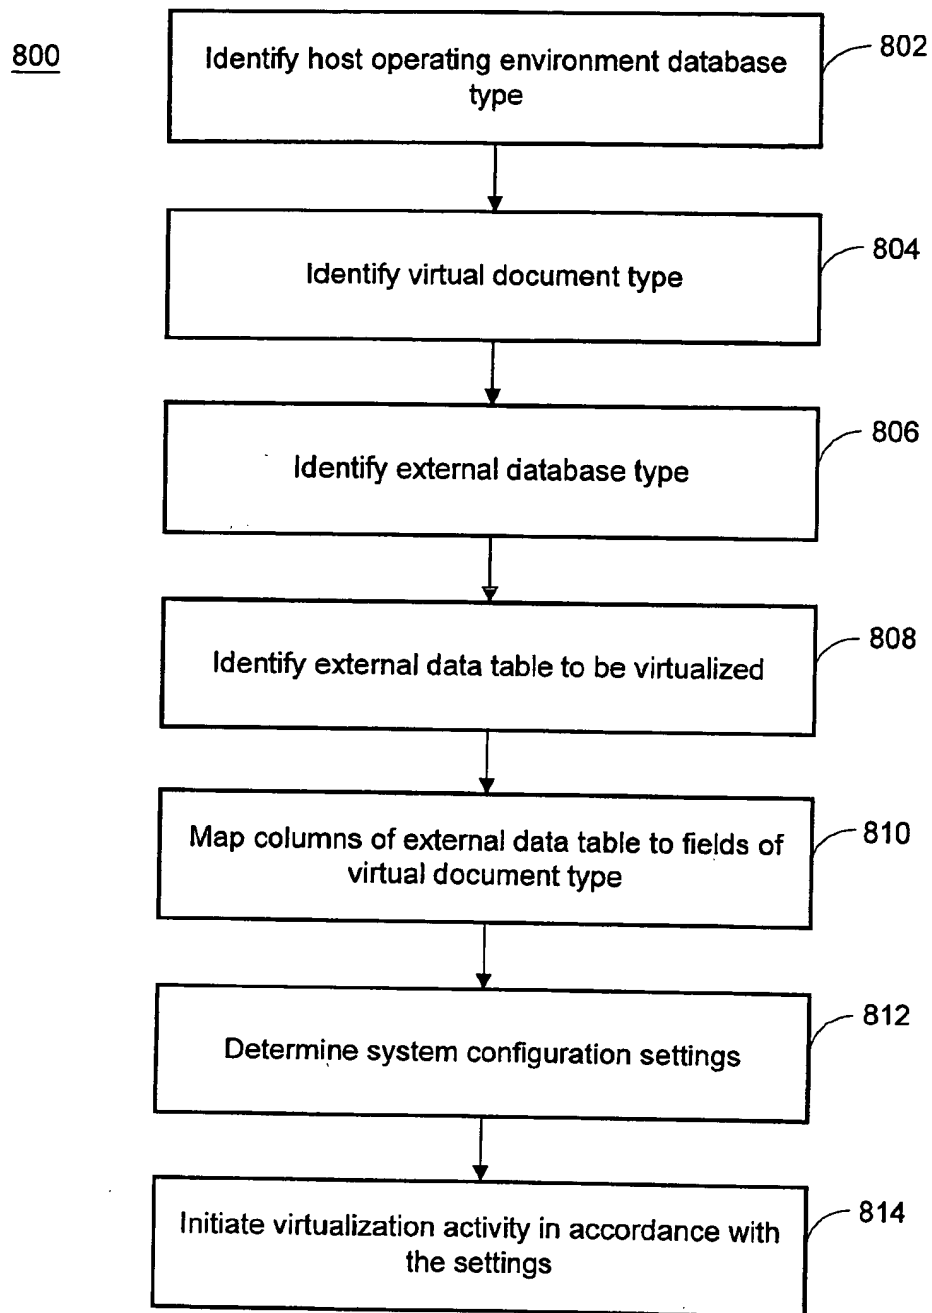 800
Identify host operating environment database
type
802
Identify virtual document type
804
Identify external database type
806
Identify external data table to be virtualized
808
Map columns of external data table to fields of
virtual document type
810
Determine system configuration settings
812
Initiate virtualization activity in accordance with
the settings
814